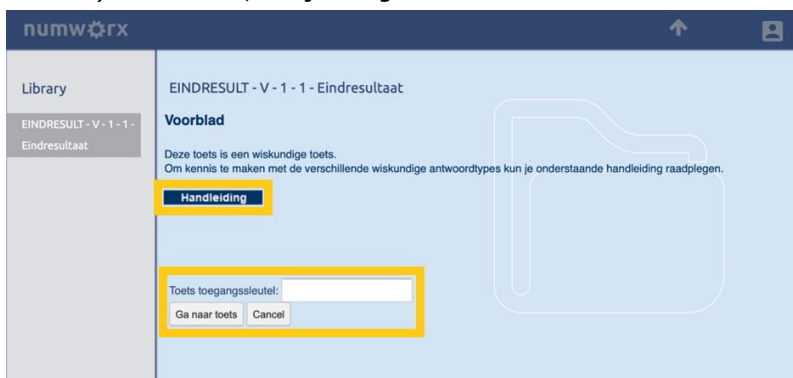 numworx
Library
EINDRESULT - V - 1 - 1 -
Eindresultaat
EINDRESULT - V - 1 - 1 - Eindresultaat
Voorblad
Deze toets is een wiskundige toets.
Om kennis te maken met de verschillende wiskundige antwoordtypes kun je onderstaande handleiding raadplegen.
Handleiding
Toets toegangssleutel:
Ga naar toets Cancel